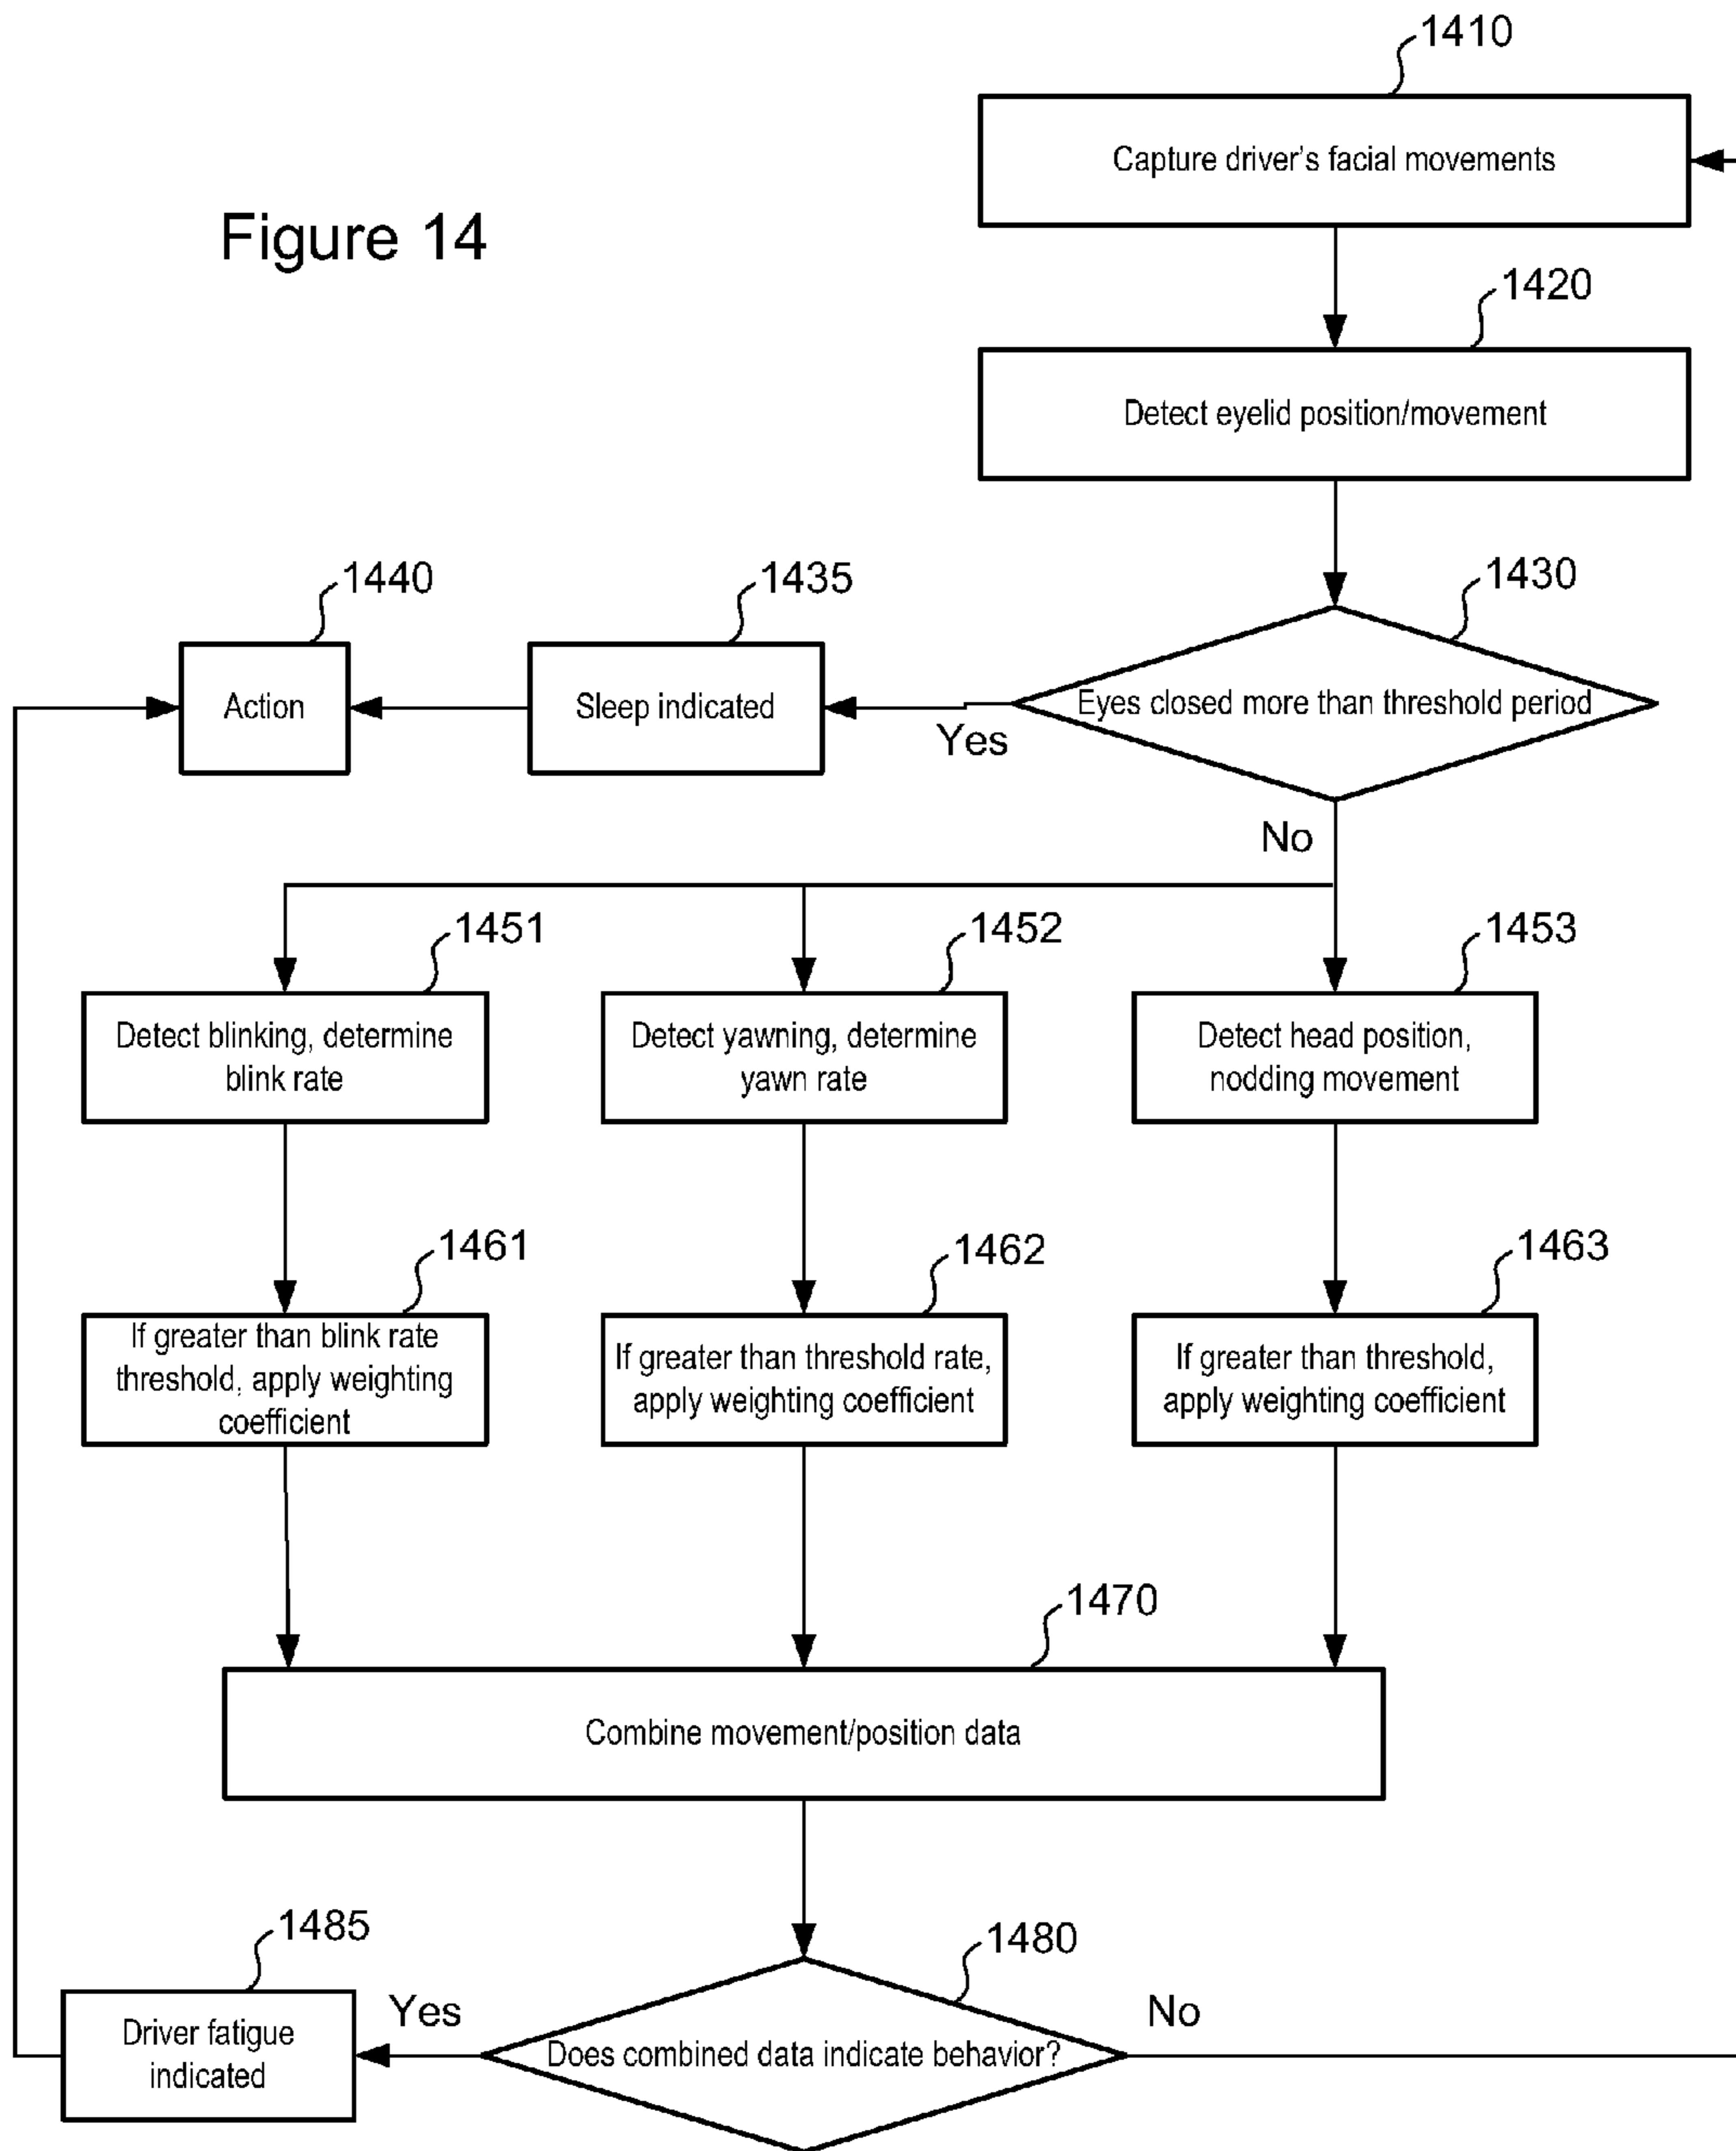 Figure 14
1410
Capture driver's facial movements
1420
Detect eyelid position/movement
1430
Eyes closed more than threshold period
Yes
No
1435
Sleep indicated
1440
Action
1451
Detect blinking, determine
blink rate
1452
Detect yawning, determine
yawn rate
1453
Detect head position,
nodding movement
1461
If greater than blink rate
threshold, apply weighting
coefficient
1462
If greater than threshold rate,
apply weighting coefficient
1463
If greater than threshold,
apply weighting coefficient
1470
Combine movement/position data
1480
Does combined data indicate behavior?
Yes
No
1485
Driver fatigue
indicated